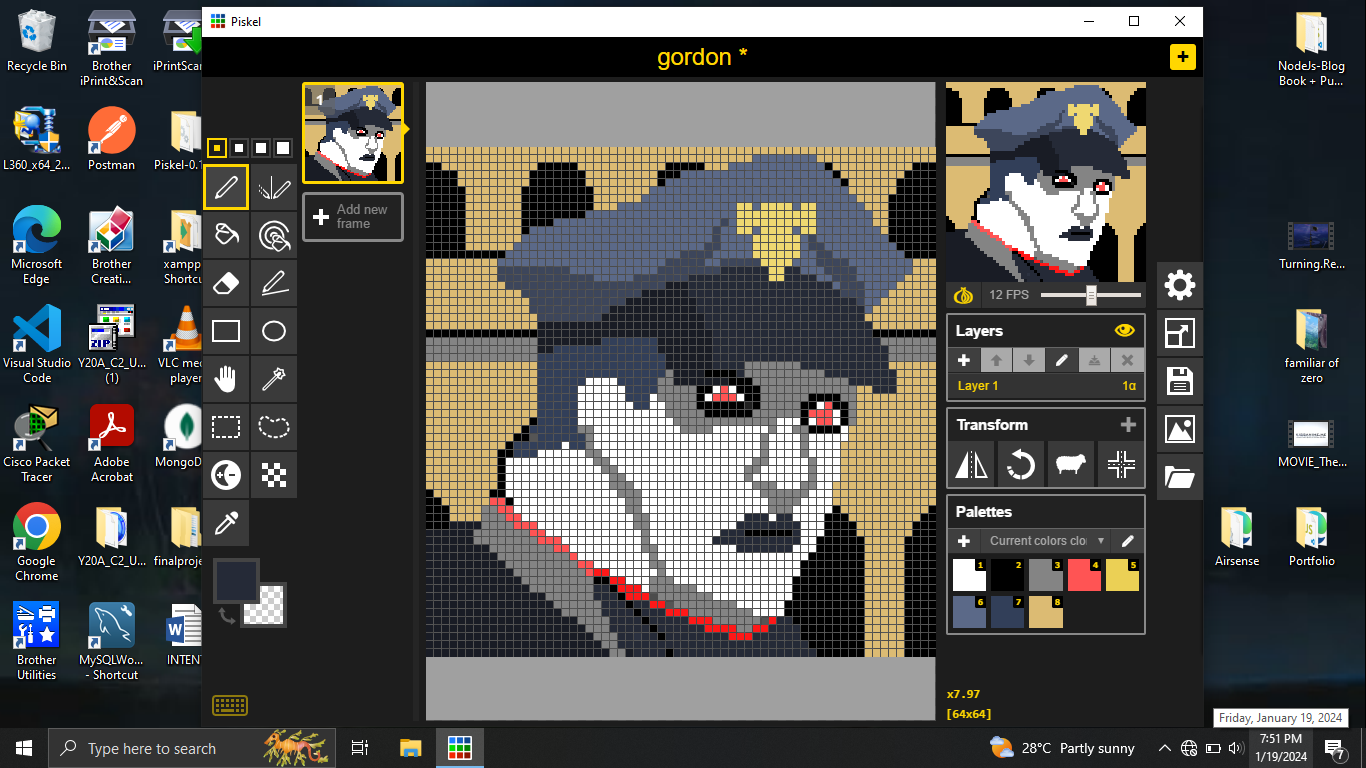 Recycle Bin
Brother
iPrint&Scan
iPrintScan
L360_x64_2...
Postman
Piskel-0.1
Microsoft
Edge
Brother
Creati...
xampp
Shortcu
Visual Studio
Code
Y20A_C2_U...
(1)
VLC med
player
Cisco Packet
Tracer
Adobe
Acrobat
MongoD
Google
Chrome
Y20A_C2_U...
finalproje
Brother
Utilities
MySQLWo...
- Shortcut
INTENT
Piskel
gordon *
1
Add new
frame
12 FPS
Layers
Layer 1
1α
Transform
Palettes
Current colors clo
1
2
3
4
5
6
7
8
x7.97
[64x64]
NodeJs-Blog
Book + Pu...
Turning.Re...
familiar of
zero
MOVIE_The...
Airsense
Portfolio
Friday, January 19, 2024
Type here to search
28°C Partly sunny
7:51 PM
1/19/2024
7
ZIP
JS